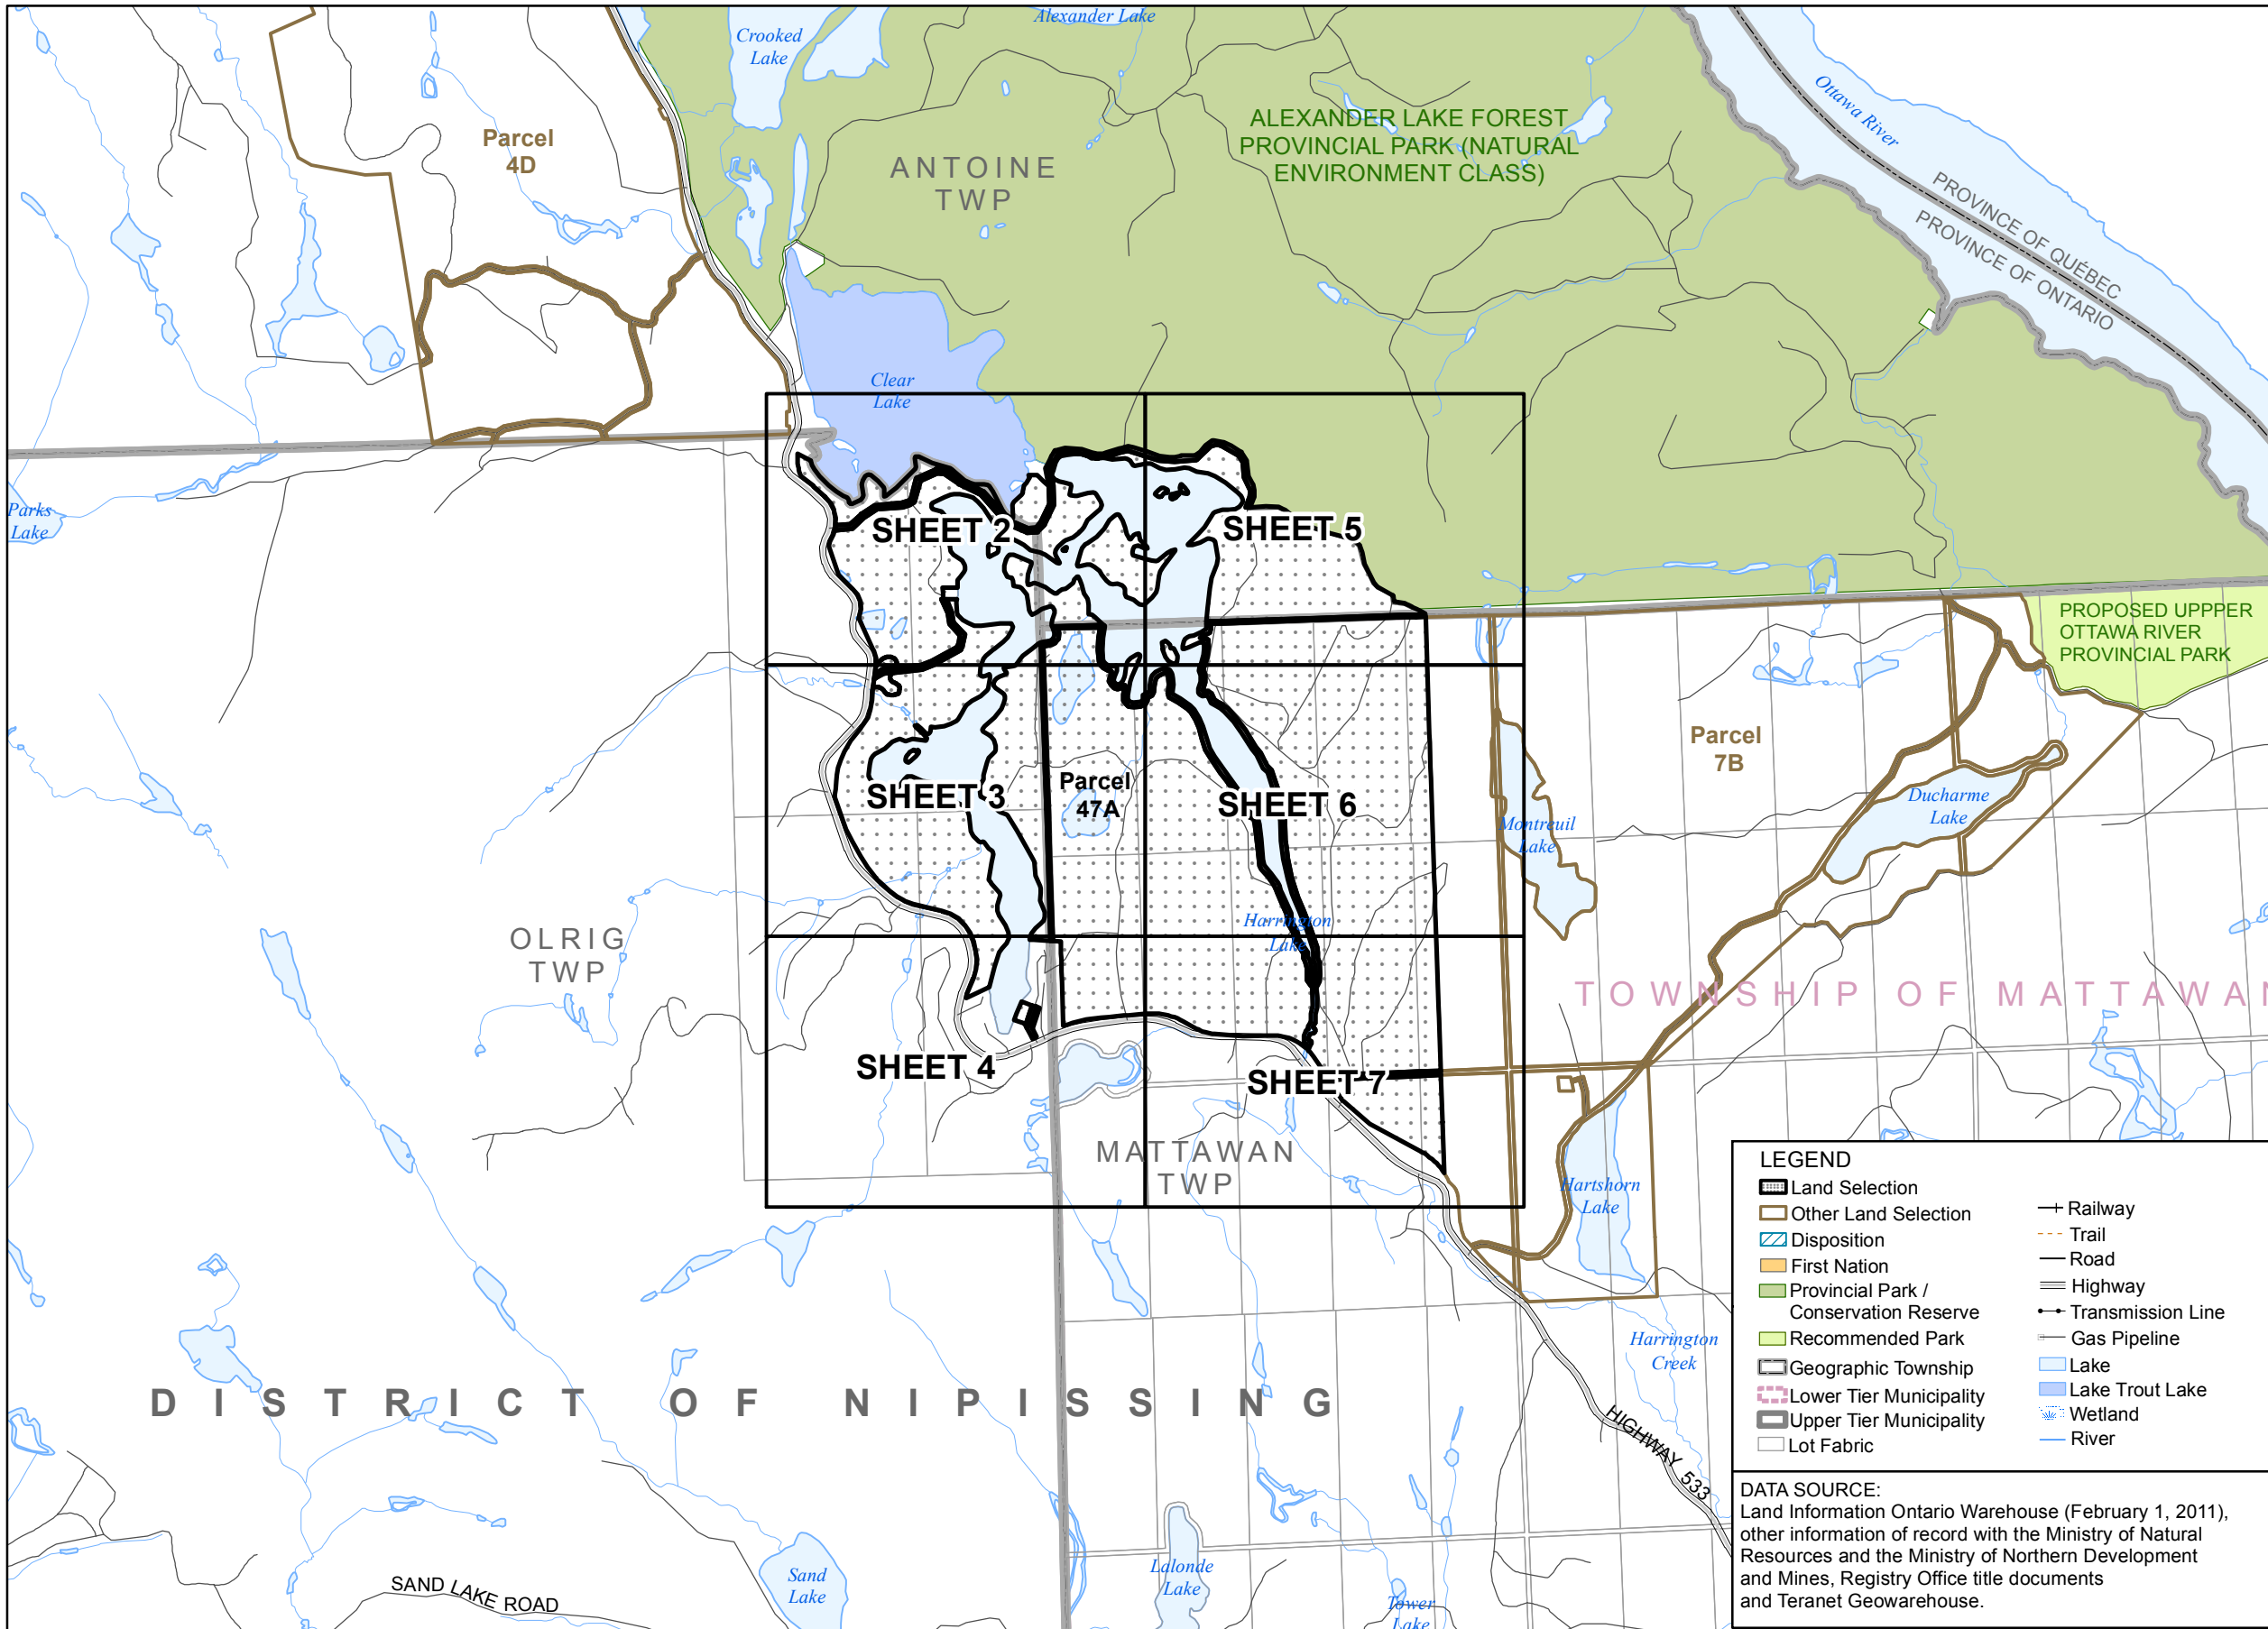 Alexander Lake
Crooked
Lake
Ottawa River
ALEXANDER LAKE FOREST
PROVINCIAL PARK (NATURAL
ENVIRONMENT CLASS)
Parcel
4D
ANTOINE
TWP
PROVINCE OF QUÉBEC
PROVINCE OF ONTARIO
Clear
Lake
Parks
Lake
SHEET 2
SHEET 5
PROPOSED UPPPER
OTTAWA RIVER
PROVINCIAL PARK
Parcel
7B
SHEET 3
Parcel
47A
SHEET 6
Ducharme
Lake
Montreuil
Lake
Harrington
Lake
OLRIG
TWP
TOWNSHIP OF MATTAWAN
SHEET 4
SHEET 7
MATTAWAN
TWP
Hartshorn
Lake
Harrington
Creek
DISTRICT OF NIPISSING
HIGHWAY 533
SAND LAKE ROAD
Sand
Lake
Lalonde
Lake
Tower
Lake
LEGEND
Land Selection
Other Land Selection
Disposition
First Nation
Provincial Park /
Conservation Reserve
Recommended Park
Geographic Township
Lower Tier Municipality
Upper Tier Municipality
Lot Fabric
Railway
Trail
Road
Highway
Transmission Line
Gas Pipeline
Lake
Lake Trout Lake
Wetland
River
DATA SOURCE:
Land Information Ontario Warehouse (February 1, 2011),
other information of record with the Ministry of Natural
Resources and the Ministry of Northern Development
and Mines, Registry Office title documents
and Teranet Geowarehouse.